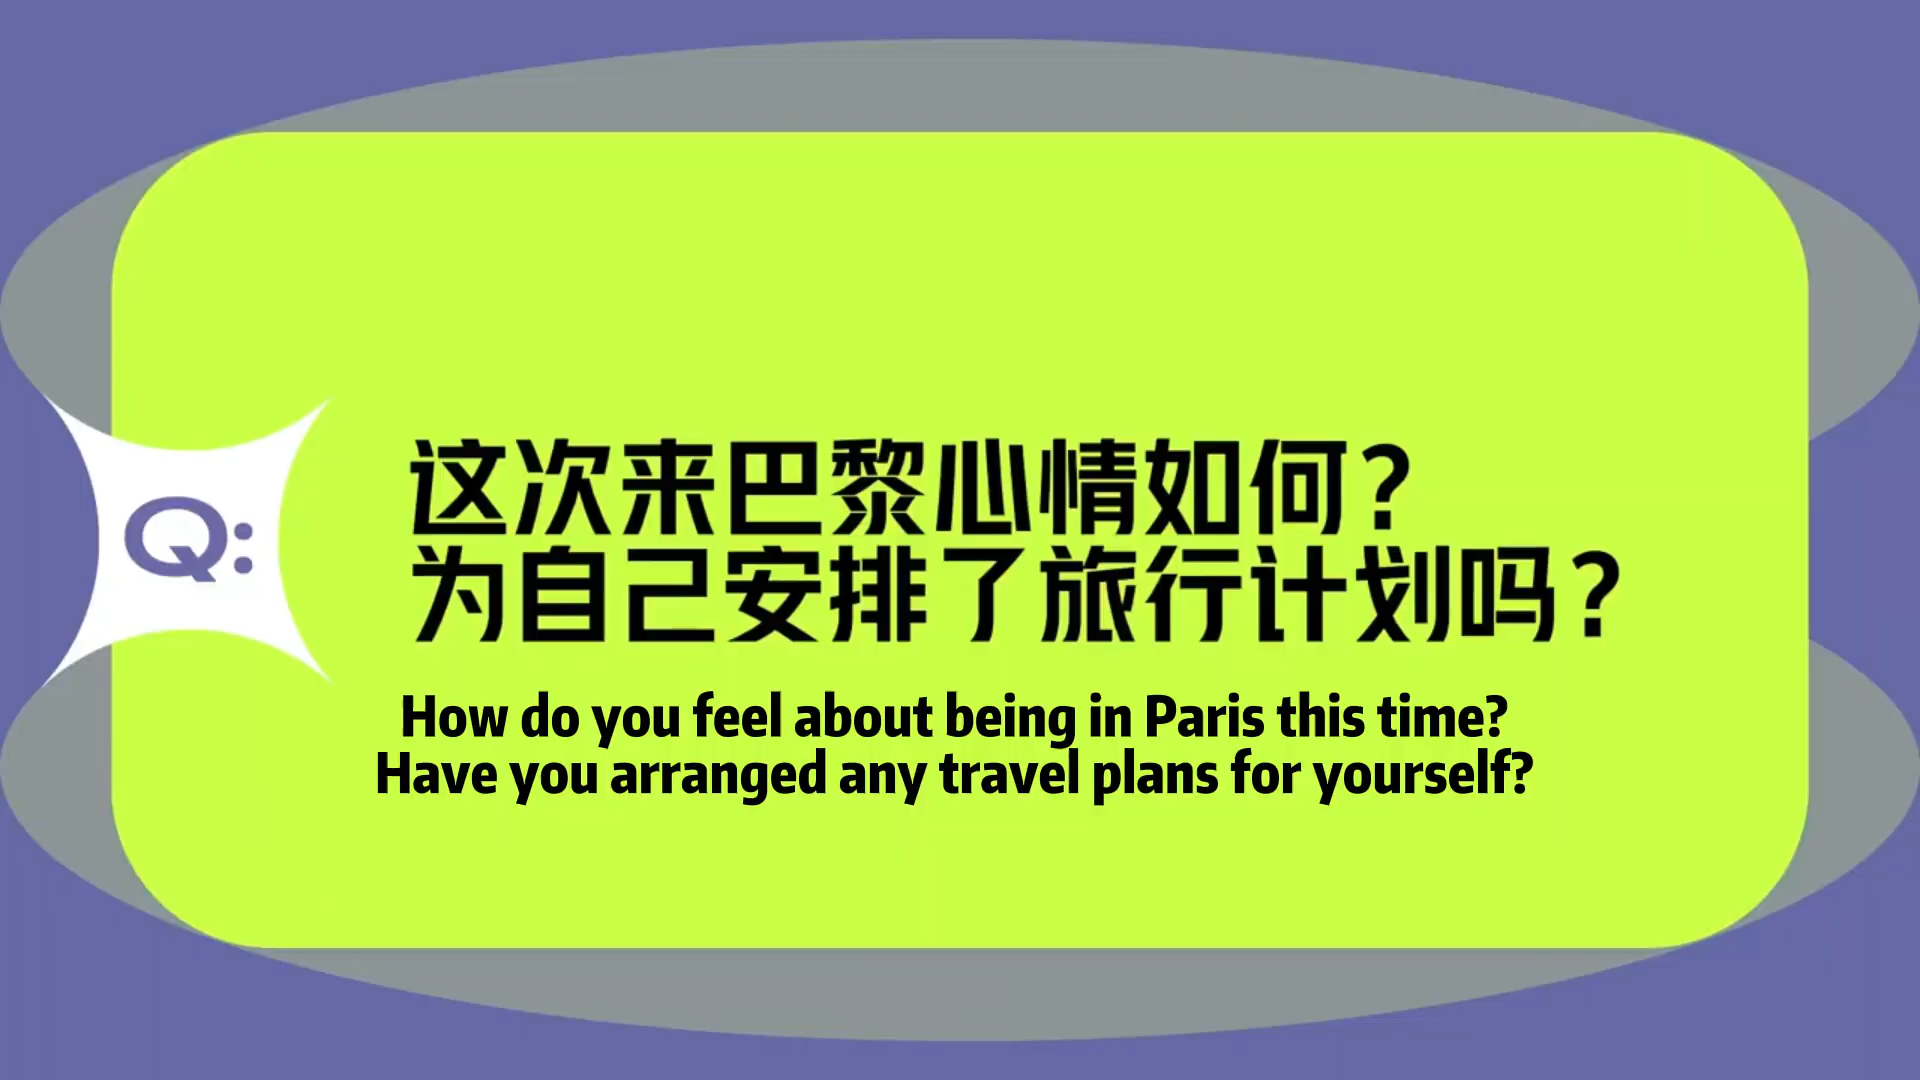 Q:
这次来巴黎心情如何？
为自己安排了旅行计划吗？
How do you feel about being in Paris this time?
Have you arranged any travel plans for yourself?